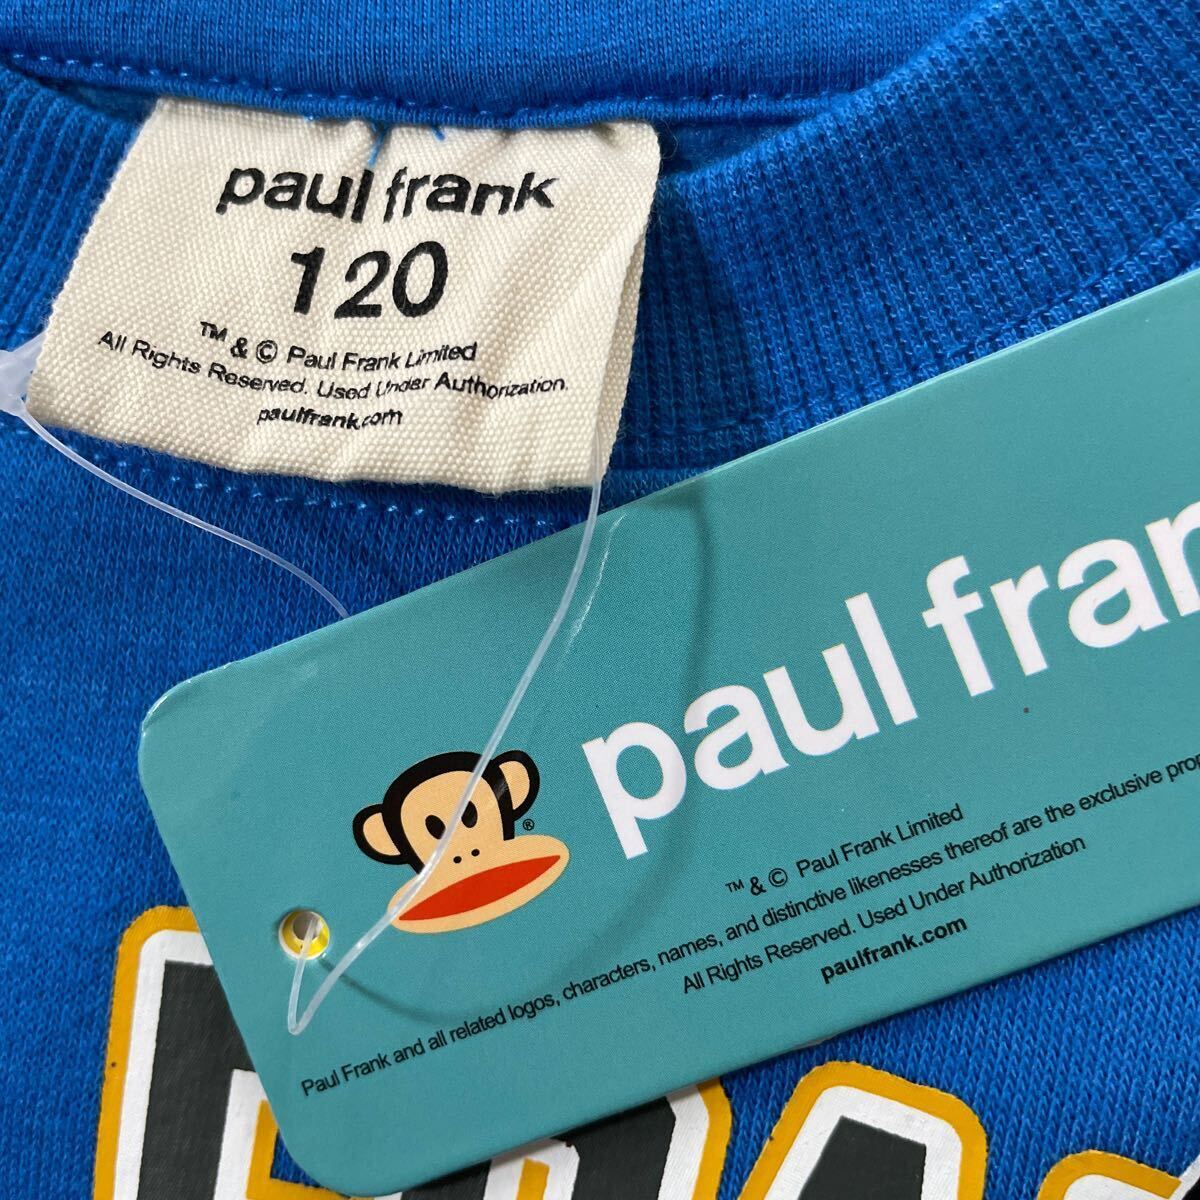 paul frank
120
™ & © Paul Frank Limited
All Rights Reserved. Used Under Authorization.
paulfrank.com
paul fran
®
™ & © Paul Frank Limited
Paul Frank and all related logos, characters, names, and distinctive likenesses thereof are the exclusive prop
All Rights Reserved. Used Under Authorization
paulfrank.com